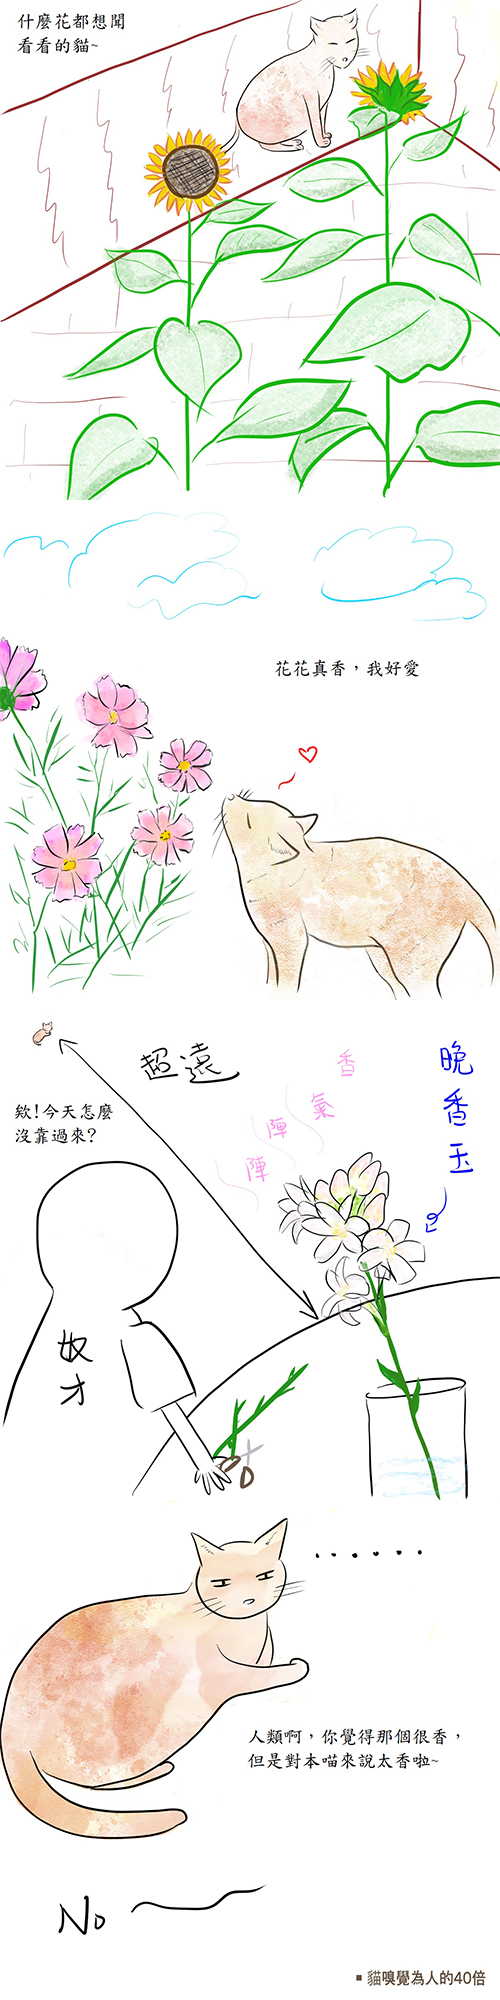 什麼花都想聞
看看的貓~
花花真香，我好愛
超遠
欸!今天怎麼
沒靠過來?
陣陣香氣
晚香玉
奴才
......
人類啊，你覺得那個很香，
但是對本喵來說太香啦~
No
▪ 貓嗅覺為人的40倍